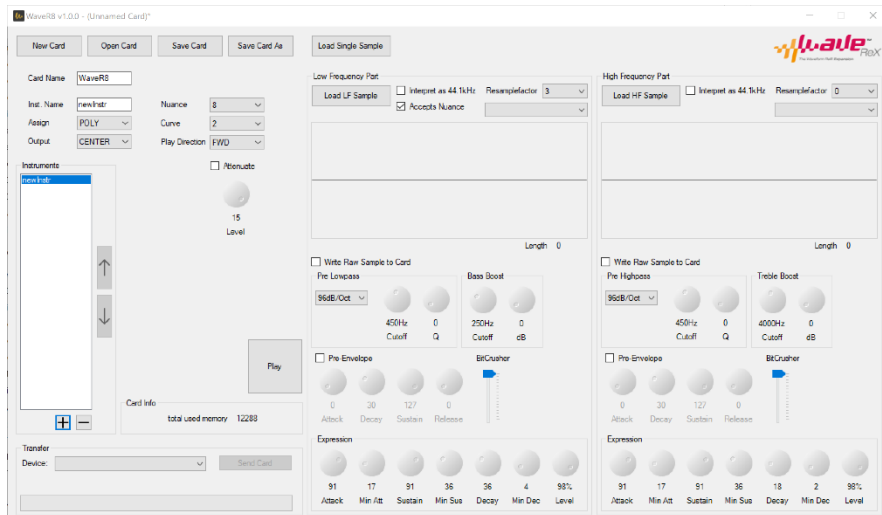 WaveR8 v1.0.0 - (Unnamed Card)*
New Card Open Card Save Card Save Card As Load Single Sample
wave ReX
Card Name WaveR8
Inst. Name newInstr Nuance 8
Assign POLY Curve 2
Output CENTER Play Direction FWD
Attenuate
15
Level
Instruments
newInstr
Play
Card Info
total used memory 12288
Transfer
Device: Send Card
Low Frequency Part
Load LF Sample Interpret as 44.1kHz Resamplefactor 3
Accepts Nuance
Length 0
Write Raw Sample to Card
Pre Lowpass Bass Boost
96dB/Oct
450Hz 0 250Hz 0
Cutoff Q Cutoff dB
Pre-Envelope BitCrusher
0 30 127 0
Attack Decay Sustain Release
Expression
91 17 91 36 36 4 98%
Attack Min Att Sustain Min Sus Decay Min Dec Level
High Frequency Part
Load HF Sample Interpret as 44.1kHz Resamplefactor 0
Length 0
Write Raw Sample to Card
Pre Highpass Treble Boost
96dB/Oct
450Hz 0 4000Hz 0
Cutoff Q Cutoff dB
Pre-Envelope BitCrusher
0 30 127 0
Attack Decay Sustain Release
Expression
91 17 91 36 18 2 98%
Attack Min Att Sustain Min Sus Decay Min Dec Level